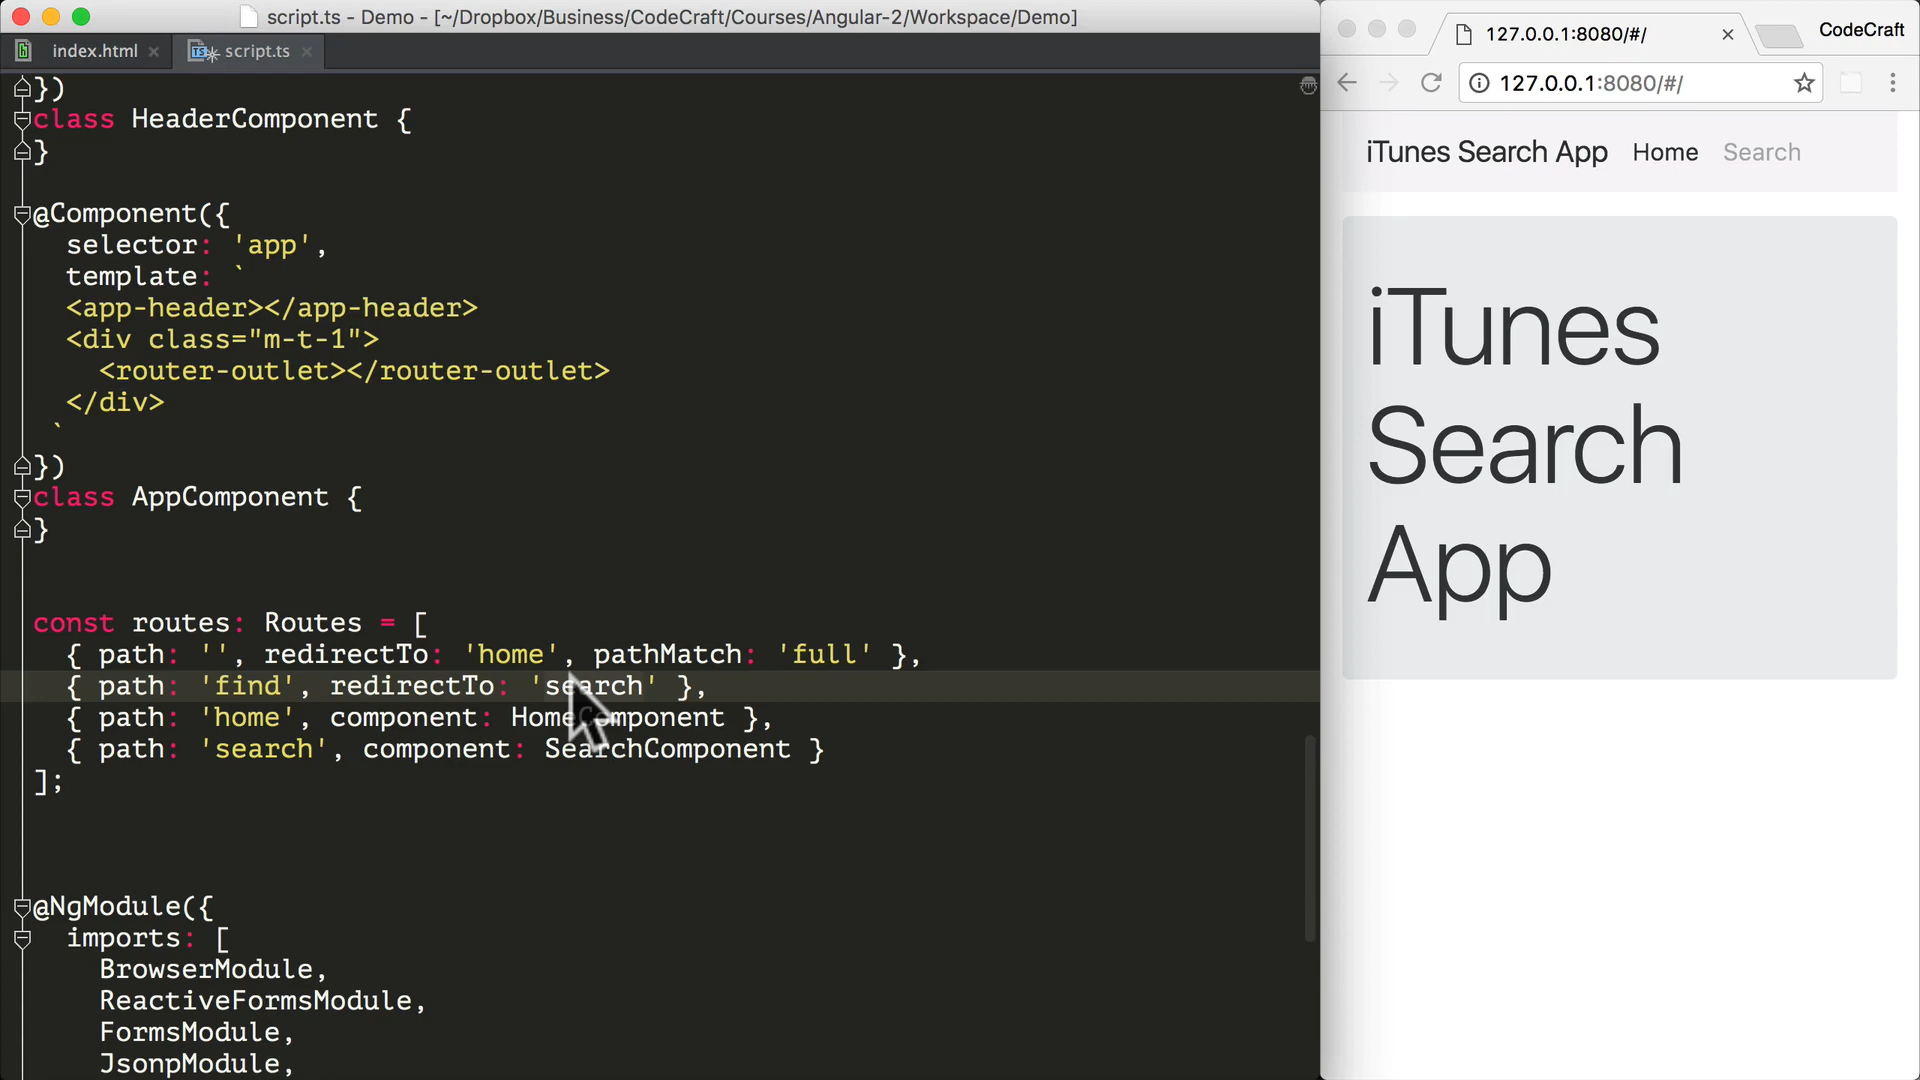 script.ts - Demo - [~/Dropbox/Business/CodeCraft/Courses/Angular-2/Workspace/Demo]
index.html
script.ts
})
class HeaderComponent {
}
@Component({
selector: 'app',
template: `
<app-header></app-header>
<div class="m-t-1">
<router-outlet></router-outlet>
</div>
`
})
class AppComponent {
}
const routes: Routes = [
{ path: '', redirectTo: 'home', pathMatch: 'full' },
{ path: 'find', redirectTo: 'search' },
{ path: 'home', component: HomeComponent },
{ path: 'search', component: SearchComponent }
];
@NgModule({
imports: [
BrowserModule,
ReactiveFormsModule,
FormsModule,
JsonpModule,
127.0.0.1:8080/#/
CodeCraft
127.0.0.1:8080/#/
iTunes Search App Home Search
iTunes
Search
App